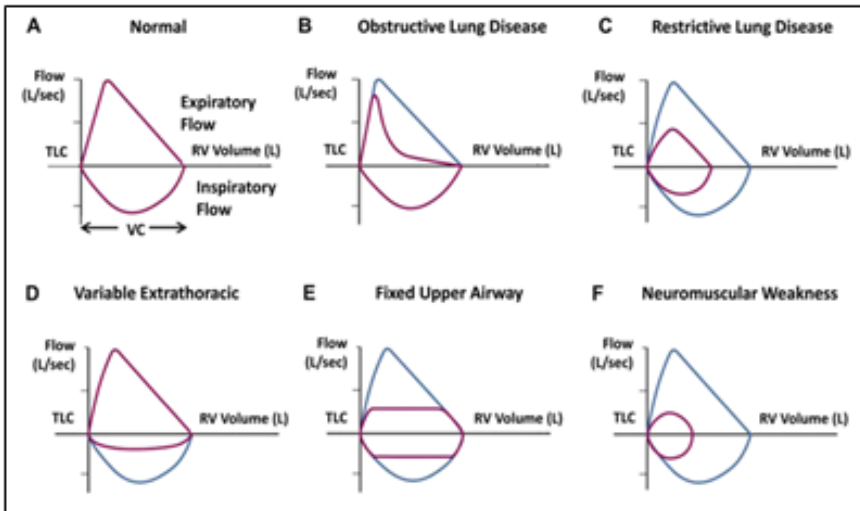 A Normal
Flow
(L/sec)
Expiratory
Flow
TLC
RV Volume (L)
Inspiratory
Flow
VC
B Obstructive Lung Disease
Flow
(L/sec)
TLC
RV Volume (L)
C Restrictive Lung Disease
Flow
(L/sec)
TLC
RV Volume (L)
D Variable Extrathoracic
Flow
(L/sec)
TLC
RV Volume (L)
E Fixed Upper Airway
Flow
(L/sec)
TLC
RV Volume (L)
F Neuromuscular Weakness
Flow
(L/sec)
TLC
RV Volume (L)